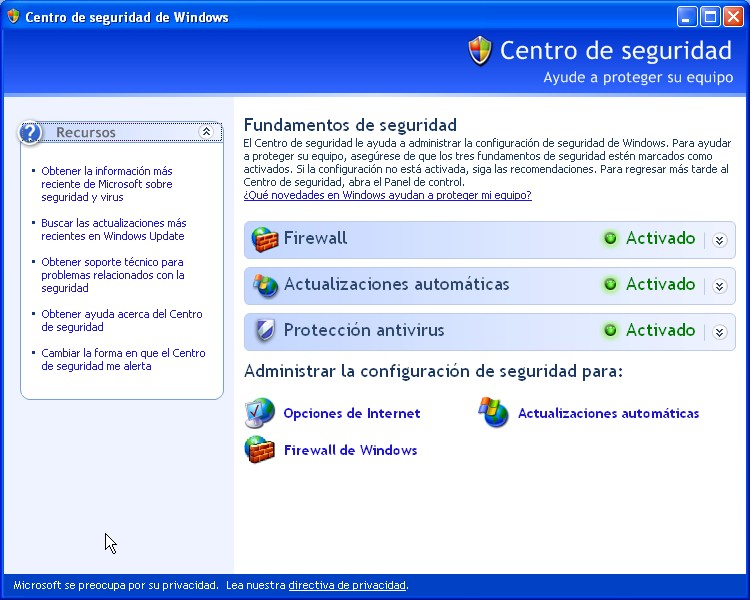 Centro de seguridad de Windows
Centro de seguridad
Ayude a proteger su equipo
Recursos
Obtener la información más
reciente de Microsoft sobre
seguridad y virus
Buscar las actualizaciones más
recientes en Windows Update
Obtener soporte técnico para
problemas relacionados con la
seguridad
Obtener ayuda acerca del Centro
de seguridad
Cambiar la forma en que el Centro
de seguridad me alerta
Fundamentos de seguridad
El Centro de seguridad le ayuda a administrar la configuración de seguridad de Windows. Para ayudar
a proteger su equipo, asegúrese de que los tres fundamentos de seguridad estén marcados como
activados. Si la configuración no está activada, siga las recomendaciones. Para regresar más tarde al
Centro de seguridad, abra el Panel de control.
¿Qué novedades en Windows ayudan a proteger mi equipo?
Firewall Activado
Actualizaciones automáticas Activado
Protección antivirus Activado
Administrar la configuración de seguridad para:
Opciones de Internet Actualizaciones automáticas
Firewall de Windows
Microsoft se preocupa por su privacidad. Lea nuestra directiva de privacidad.